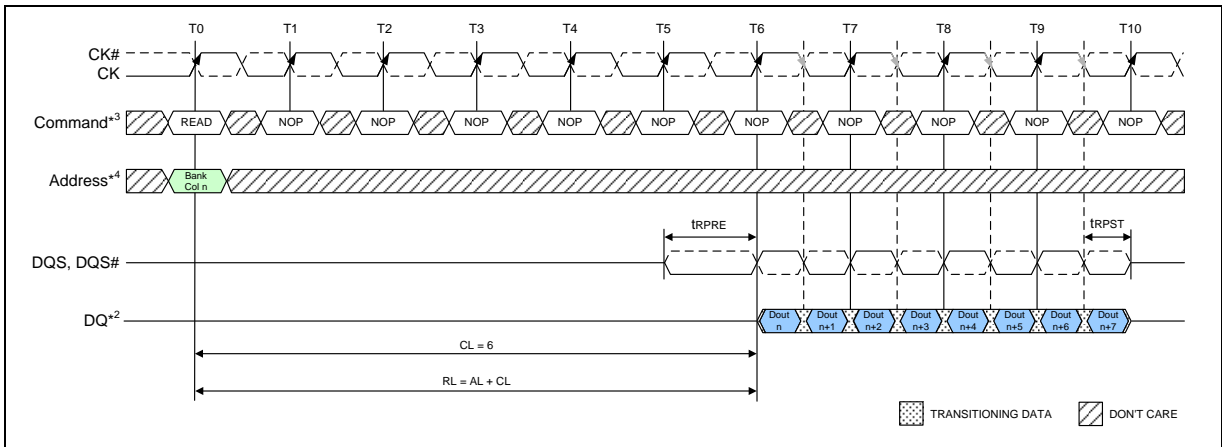 T0 T1 T2 T3 T4 T5 T6 T7 T8 T9 T10
CK#
CK
Command*3 READ NOP NOP NOP NOP NOP NOP NOP NOP NOP NOP
Address*4 Bank
Col n
tRPRE tRPST
DQS, DQS#
DQ*2 Dout Dout Dout Dout Dout Dout Dout Dout
n n+1 n+2 n+3 n+4 n+5 n+6 n+7
CL = 6
RL = AL + CL
TRANSITIONING DATA DON'T CARE